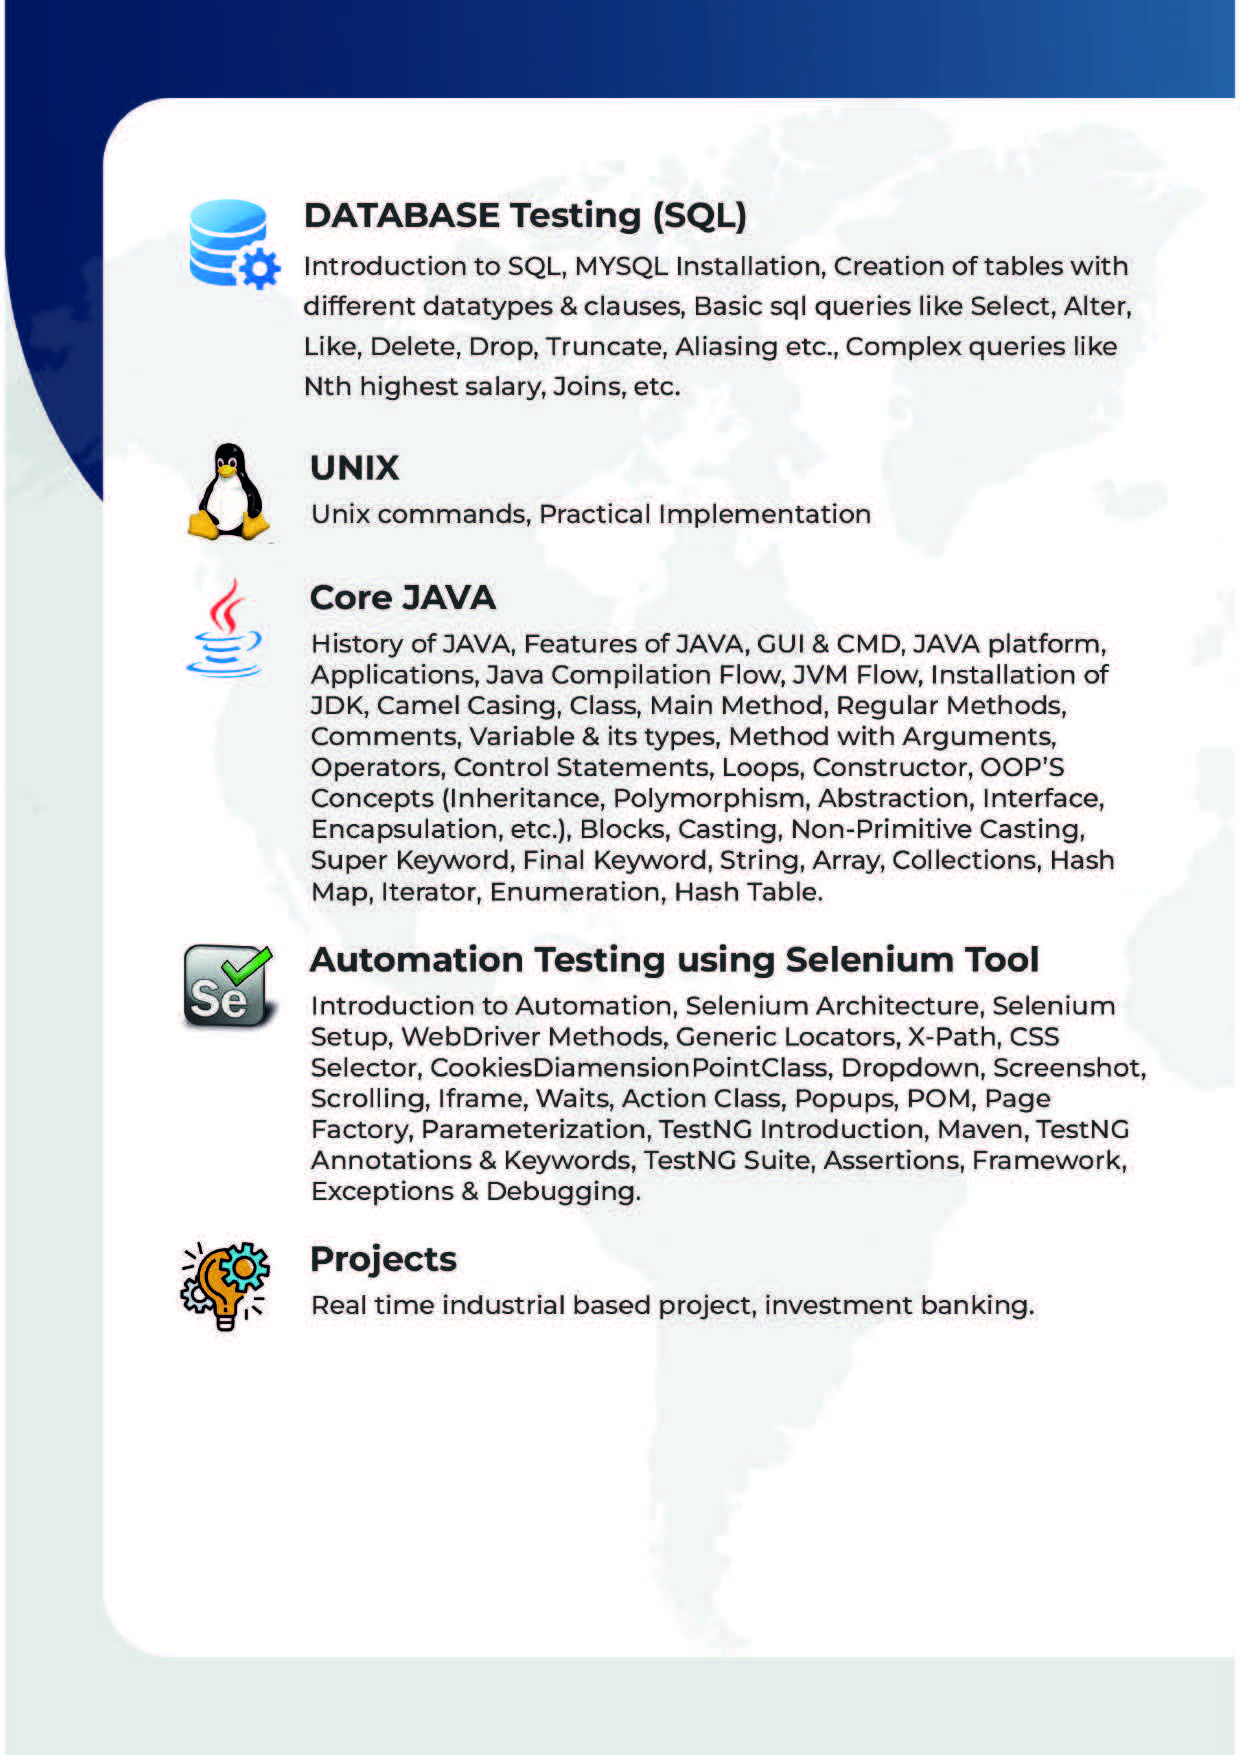 DATABASE Testing (SQL)
Introduction to SQL, MYSQL Installation, Creation of tables with
different datatypes & clauses, Basic sql queries like Select, Alter,
Like, Delete, Drop, Truncate, Aliasing etc., Complex queries like
Nth highest salary, Joins, etc.
UNIX
Unix commands, Practical Implementation
Core JAVA
History of JAVA, Features of JAVA, GUI & CMD, JAVA platform,
Applications, Java Compilation Flow, JVM Flow, Installation of
JDK, Camel Casing, Class, Main Method, Regular Methods,
Comments, Variable & its types, Method with Arguments,
Operators, Control Statements, Loops, Constructor, OOP'S
Concepts (Inheritance, Polymorphism, Abstraction, Interface,
Encapsulation, etc.), Blocks, Casting, Non-Primitive Casting,
Super Keyword, Final Keyword, String, Array, Collections, Hash
Map, Iterator, Enumeration, Hash Table.
Se
Automation Testing using Selenium Tool
Introduction to Automation, Selenium Architecture, Selenium
Setup, WebDriver Methods, Generic Locators, X-Path, CSS
Selector, CookiesDiamensionPointClass, Dropdown, Screenshot,
Scrolling, Iframe, Waits, Action Class, Popups, POM, Page
Factory, Parameterization, TestNG Introduction, Maven, TestNG
Annotations & Keywords, TestNG Suite, Assertions, Framework,
Exceptions & Debugging.
Projects
Real time industrial based project, investment banking.